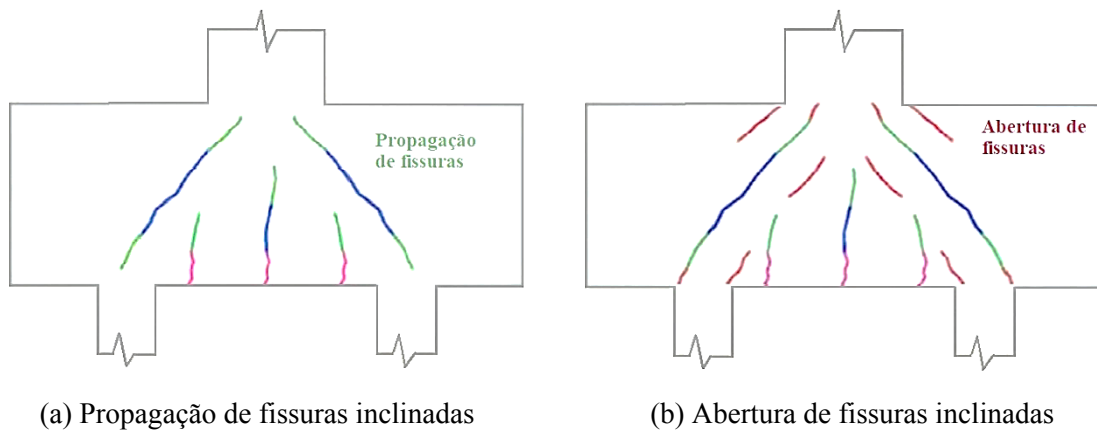 Propagação
de fissuras
Abertura de
fissuras
(a) Propagação de fissuras inclinadas
(b) Abertura de fissuras inclinadas